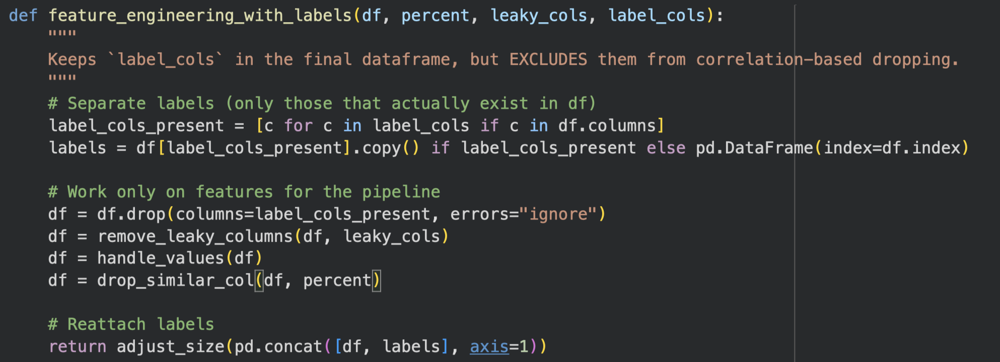 def feature_engineering_with_labels(df, percent, leaky_cols, label_cols):
    """
    Keeps `label_cols` in the final dataframe, but EXCLUDES them from correlation-based dropping.
    """
    # Separate labels (only those that actually exist in df)
    label_cols_present = [c for c in label_cols if c in df.columns]
    labels = df[label_cols_present].copy() if label_cols_present else pd.DataFrame(index=df.index)

    # Work only on features for the pipeline
    df = df.drop(columns=label_cols_present, errors="ignore")
    df = remove_leaky_columns(df, leaky_cols)
    df = handle_values(df)
    df = drop_similar_col(df, percent)

    # Reattach labels
    return adjust_size(pd.concat([df, labels], axis=1))